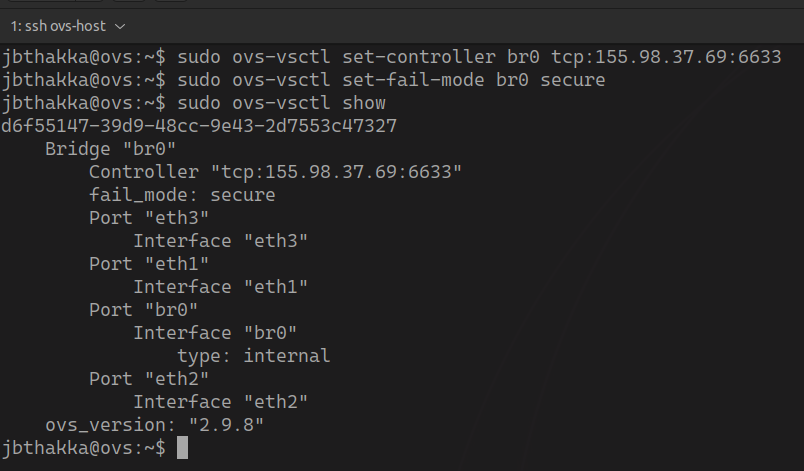 1: ssh ovs-host
jbthakka@ovs:~$ sudo ovs-vsctl set-controller br0 tcp:155.98.37.69:6633
jbthakka@ovs:~$ sudo ovs-vsctl set-fail-mode br0 secure
jbthakka@ovs:~$ sudo ovs-vsctl show
d6f55147-39d9-48cc-9e43-2d7553c47327
    Bridge "br0"
        Controller "tcp:155.98.37.69:6633"
        fail_mode: secure
        Port "eth3"
            Interface "eth3"
        Port "eth1"
            Interface "eth1"
        Port "br0"
            Interface "br0"
                type: internal
        Port "eth2"
            Interface "eth2"
    ovs_version: "2.9.8"
jbthakka@ovs:~$